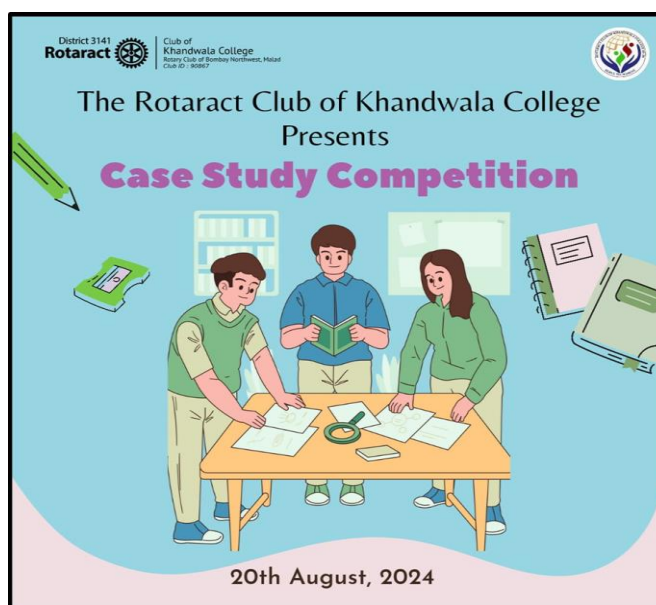 District 3141
Rotaract
Club of
Khandwala College
Rotary Club of Bombay Northwest, Malad
Club ID : 90867
The Rotaract Club of Khandwala College
Presents
Case Study Competition
20th August, 2024